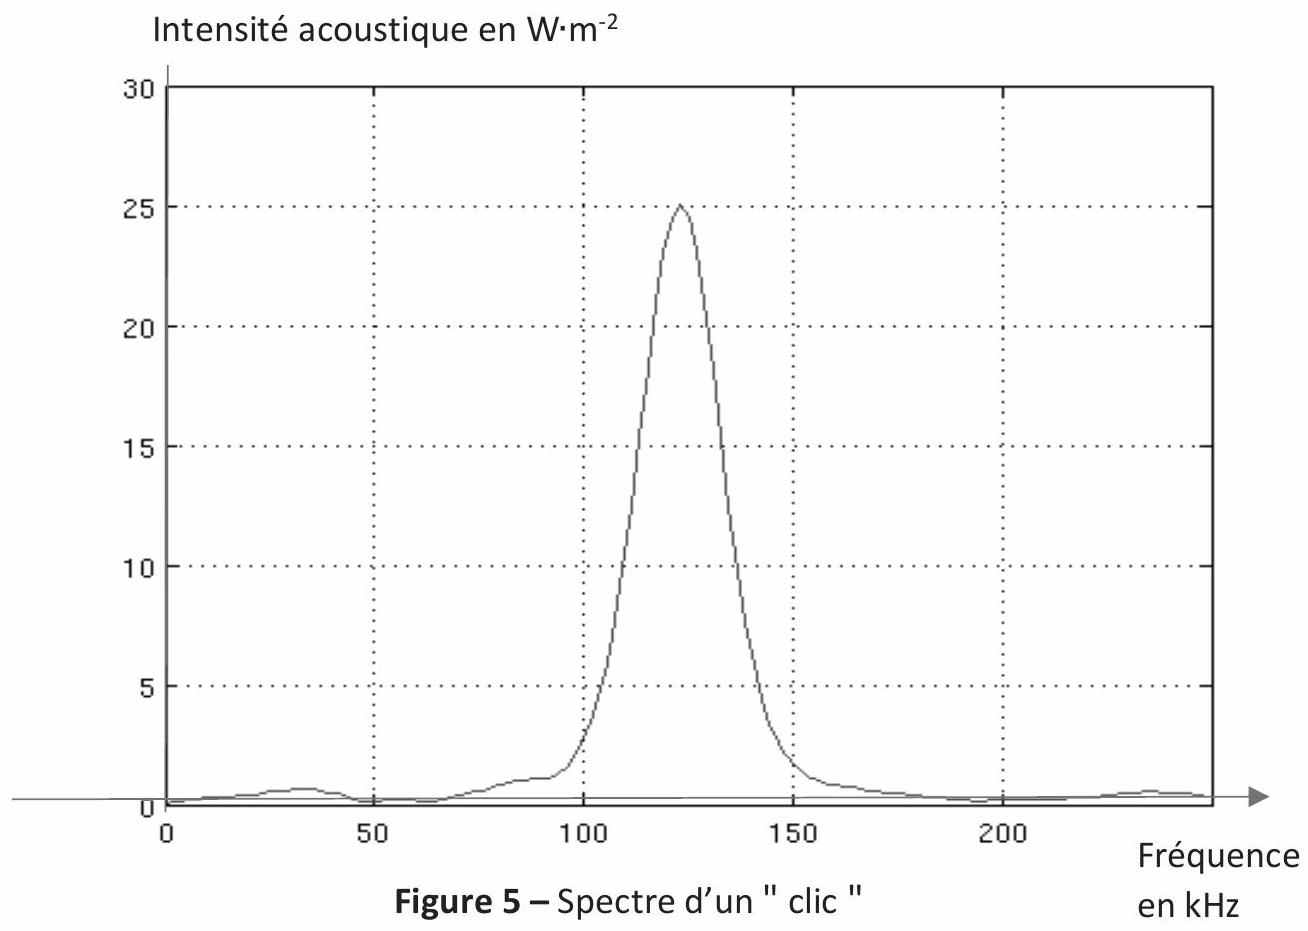 Intensité acoustique en W·m-2
30
25
20
15
10
5
0
0 50 100 150 200
Fréquence
en kHz
Figure 5 – Spectre d'un " clic "